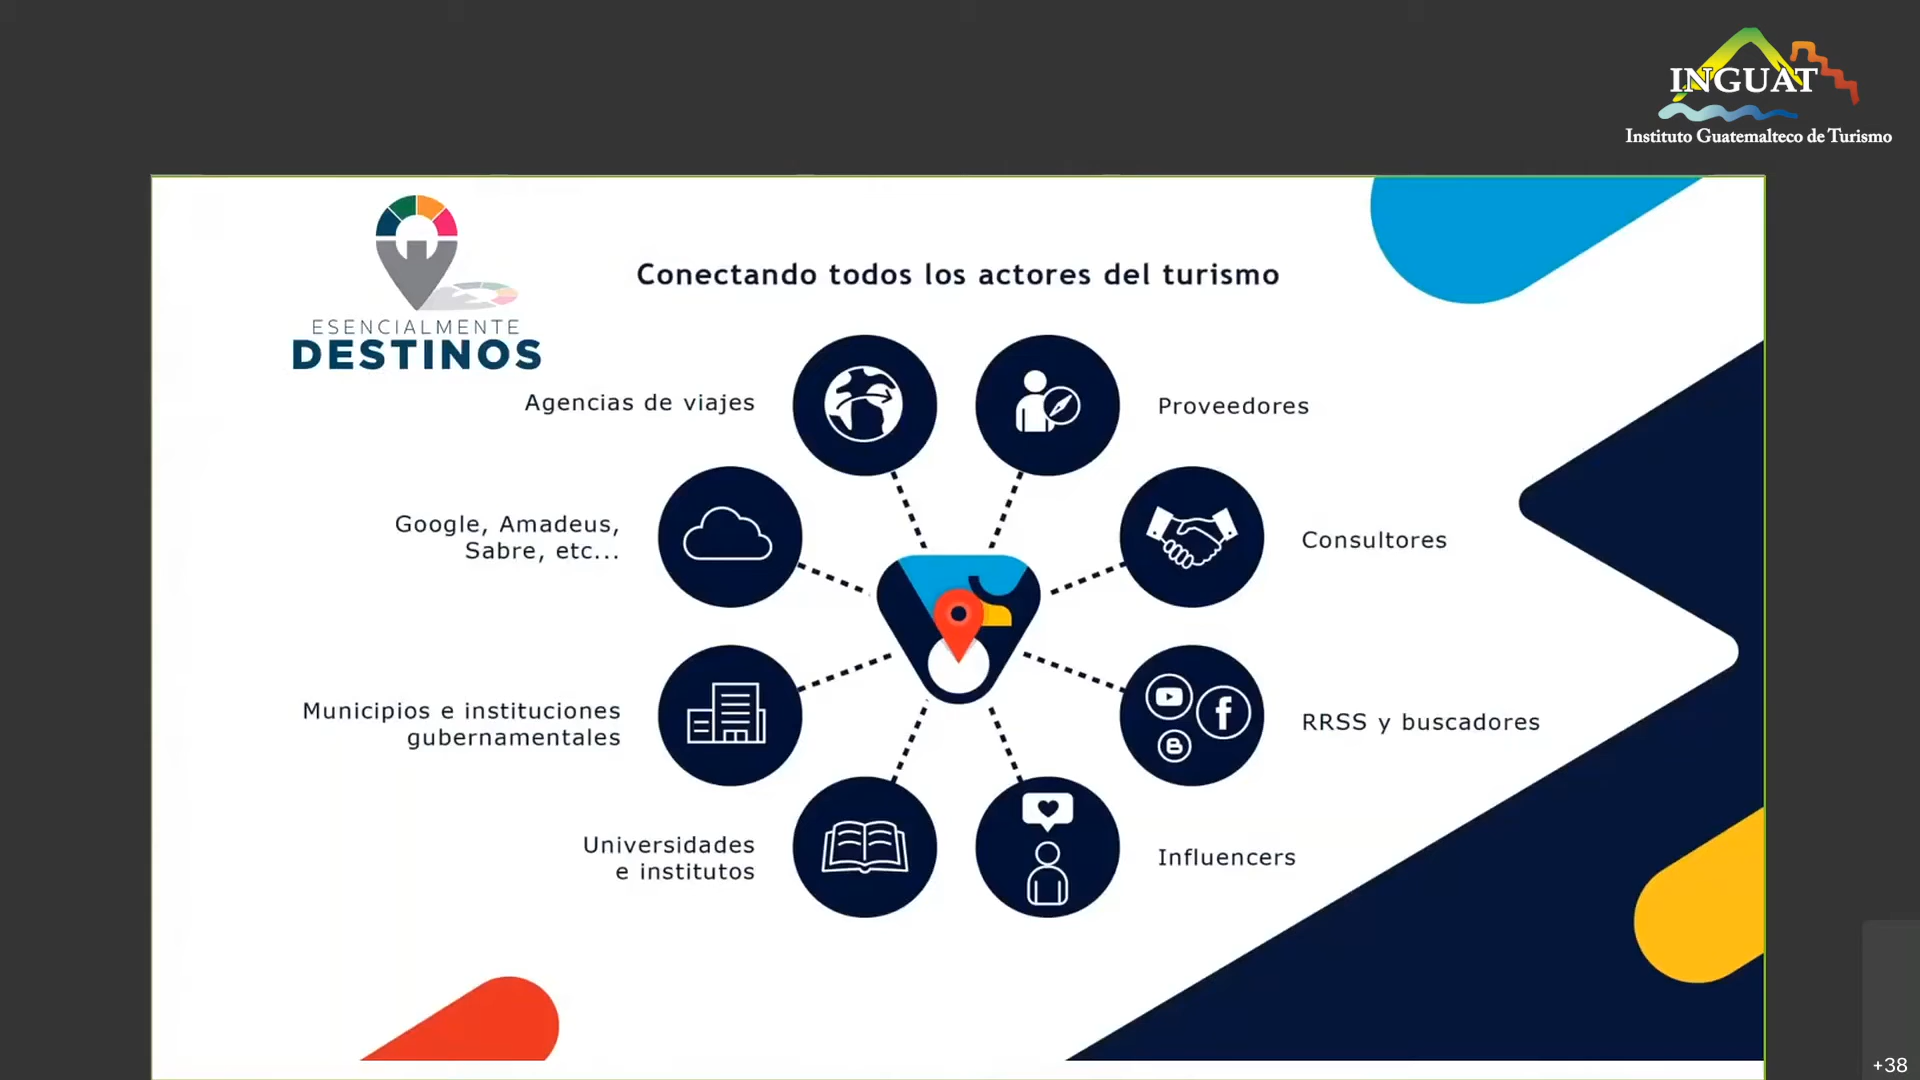 INGUAT
Instituto Guatemalteco de Turismo
ESENCIALMENTE
DESTINOS
Conectando todos los actores del turismo
Agencias de viajes
Proveedores
Google, Amadeus,
Sabre, etc...
Consultores
Municipios e instituciones
gubernamentales
RRSS y buscadores
Universidades
e institutos
Influencers
+38